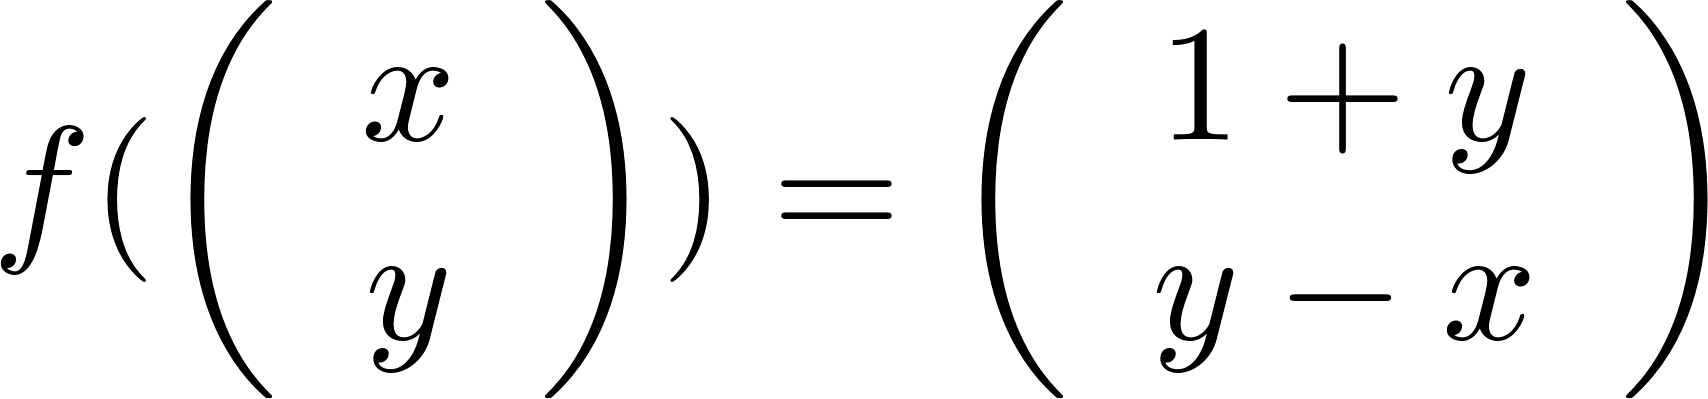 f( ( x y ) ) = ( 1 + y y − x )